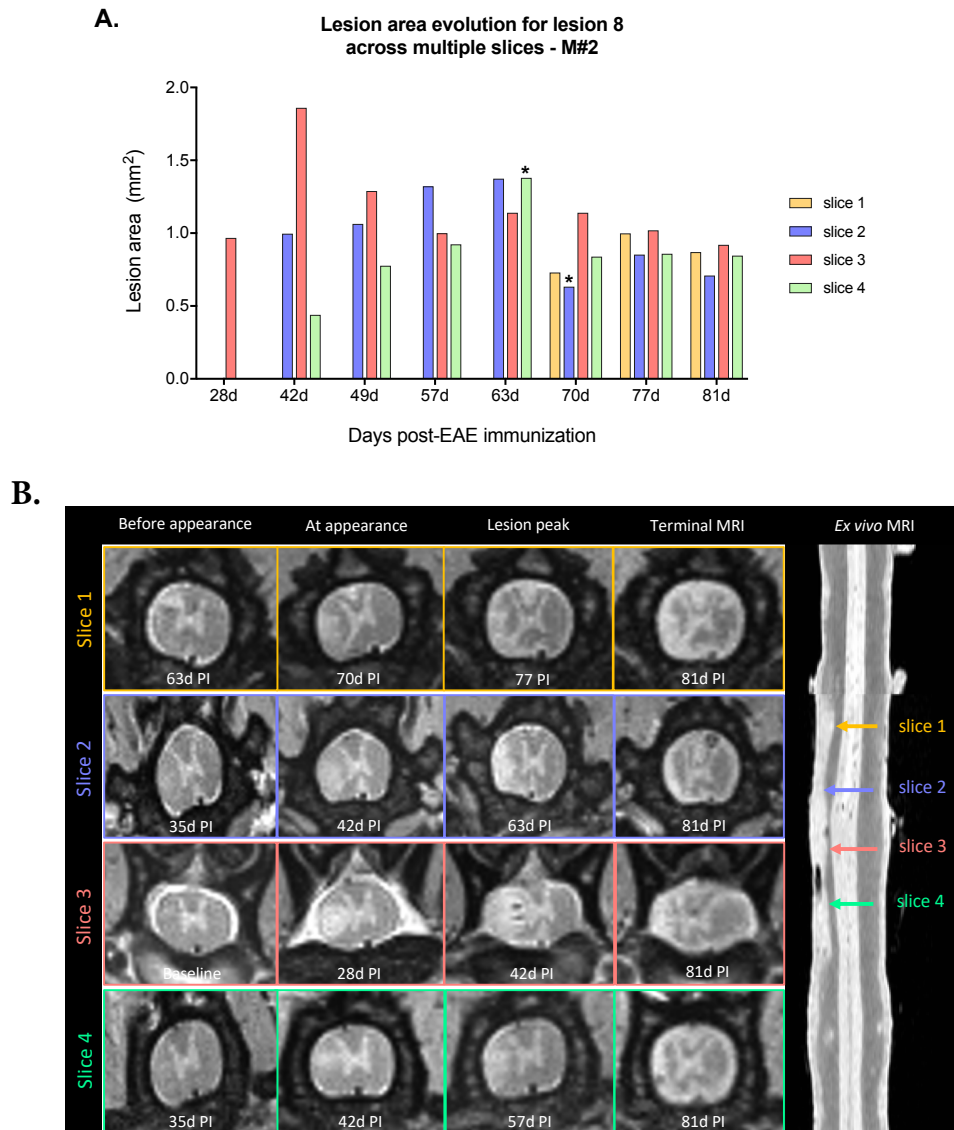 A.
Lesion area evolution for lesion 8
across multiple slices - M#2
Lesion area (mm²)
2.0
1.5
1.0
0.5
0.0
*
*
28d 42d 49d 57d 63d 70d 77d 81d
Days post-EAE immunization
slice 1
slice 2
slice 3
slice 4
B.
Before appearance At appearance Lesion peak Terminal MRI Ex vivo MRI
Slice 1
63d PI 70d PI 77 PI 81d PI
Slice 2
35d PI 42d PI 63d PI 81d PI
Slice 3
Baseline 28d PI 42d PI 81d PI
Slice 4
35d PI 42d PI 57d PI 81d PI
slice 1
slice 2
slice 3
slice 4